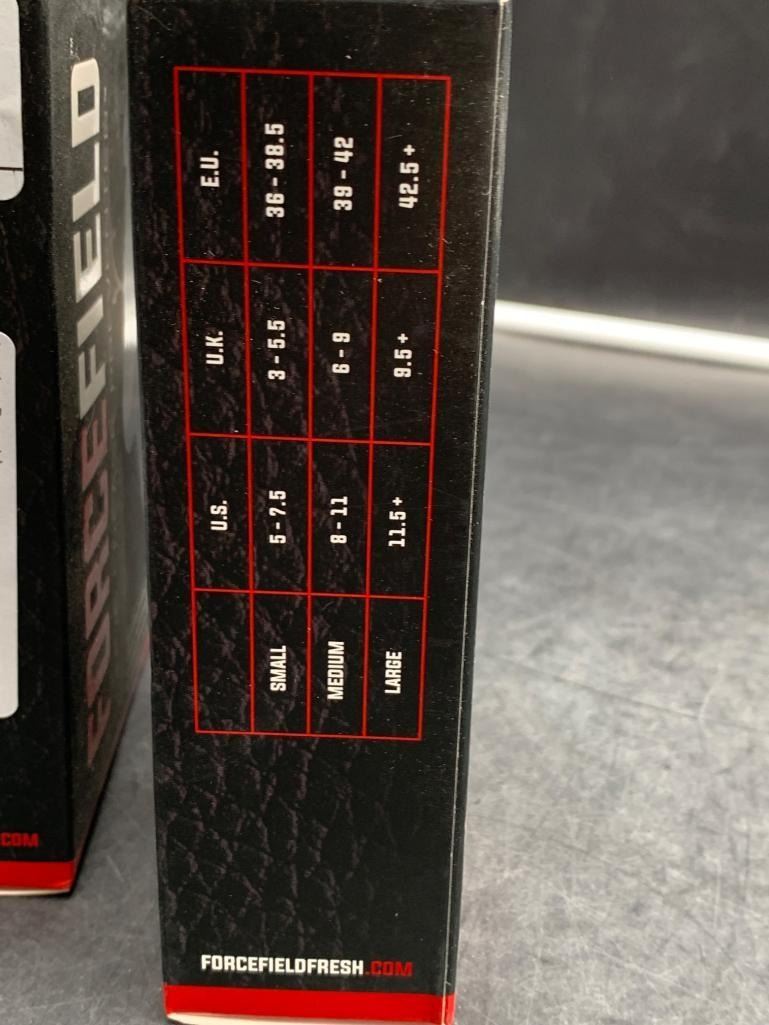 FORCEFIELD
.COM
U.S. U.K. E.U.
SMALL 5 - 7.5 3 - 5.5 36 - 38.5
MEDIUM 8 - 11 6 - 9 39 - 42
LARGE 11.5 + 9.5 + 42.5 +
FORCEFIELDFRESH.COM